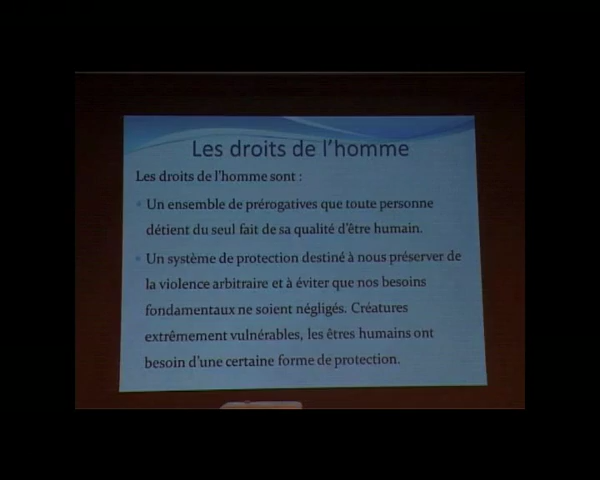 Les droits de l'homme
Les droits de l'homme sont :
Un ensemble de prérogatives que toute personne
détient du seul fait de sa qualité d'être humain.
Un système de protection destiné à nous préserver de
la violence arbitraire et à éviter que nos besoins
fondamentaux ne soient négligés. Créatures
extrêmement vulnérables, les êtres humains ont
besoin d'une certaine forme de protection.